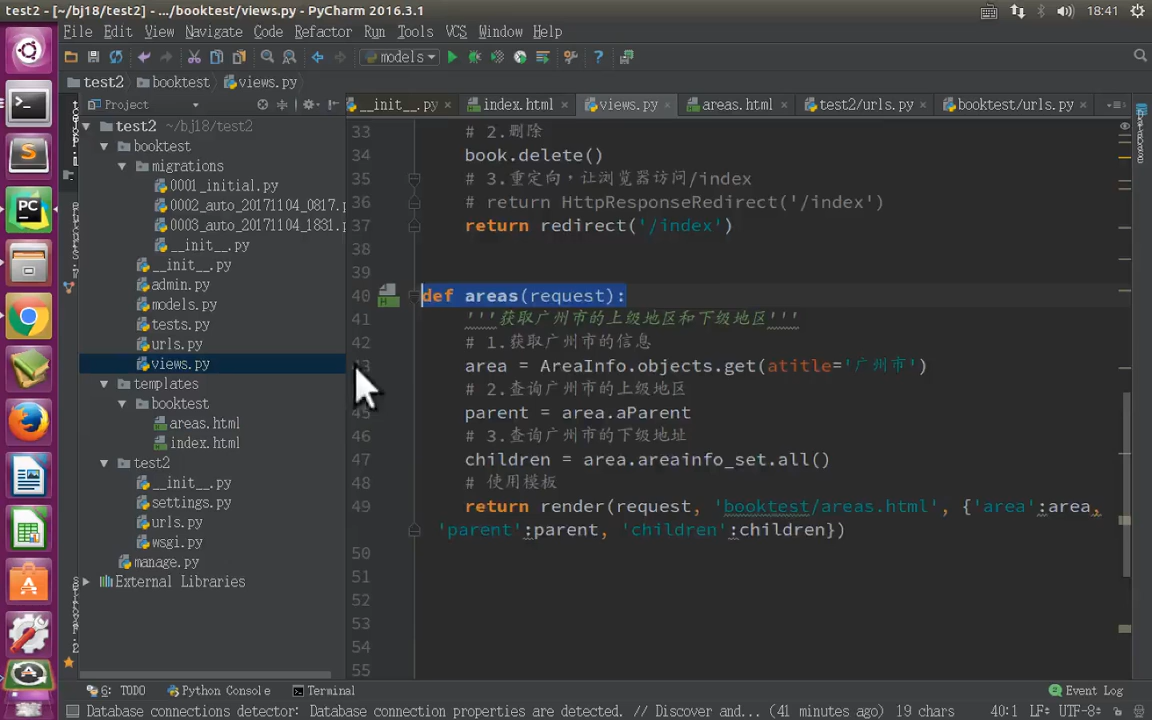 test2 - [~/bj18/test2] - .../booktest/views.py - PyCharm 2016.3.1
18:41
File Edit View Navigate Code Refactor Run Tools VCS Window Help
models
test2 booktest views.py
Project
__init__.py index.html views.py areas.html test2/urls.py booktest/urls.py
test2 ~/bj18/test2
booktest
migrations
0001_initial.py
0002_auto_20171104_0817.p
0003_auto_20171104_1831.p
__init__.py
__init__.py
admin.py
models.py
tests.py
urls.py
views.py
templates
booktest
areas.html
index.html
test2
__init__.py
settings.py
urls.py
wsgi.py
manage.py
External Libraries
33 # 2.删除
34 book.delete()
35 # 3.重定向，让浏览器访问/index
36 # return HttpResponseRedirect('/index')
37 return redirect('/index')
38
39
40 def areas(request):
41 '''获取广州市的上级地区和下级地区'''
42 # 1.获取广州市的信息
43 area = AreaInfo.objects.get(atitle='广州市')
# 2.查询广州市的上级地区
45 parent = area.aParent
46 # 3.查询广州市的下级地址
47 children = area.areainfo_set.all()
48 # 使用模板
49 return render(request, 'booktest/areas.html', {'area':area,
'parent':parent, 'children':children})
50
51
52
53
54
55
6: TODO Python Console Terminal Event Log
Database connections detector: Database connection properties are detected. // Discover and... (41 minutes ago) 19 chars 40:1 LF UTF-8